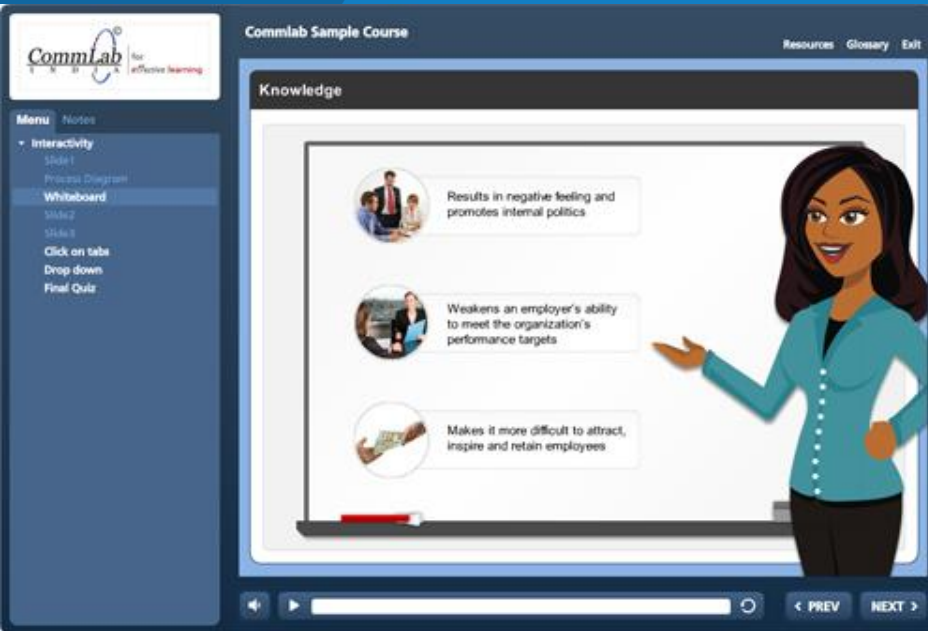 CommLab
INDIA
for
effective learning
Commlab Sample Course
Resources Glossary Exit
Menu Notes
Interactivity
Slide1
Process Diagram
Whiteboard
Slide2
Slide3
Click on tabs
Drop down
Final Quiz
Knowledge
Results in negative feeling and
promotes internal politics
Weakens an employer's ability
to meet the organization's
performance targets
Makes it more difficult to attract,
inspire and retain employees
< PREV NEXT >